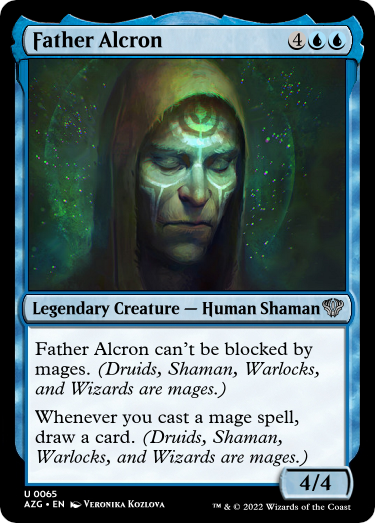 Father Alcron 4
Legendary Creature — Human Shaman
Father Alcron can't be blocked by
mages. (Druids, Shaman, Warlocks,
and Wizards are mages.)
Whenever you cast a mage spell,
draw a card. (Druids, Shaman,
Warlocks, and Wizards are mages.)
4/4
U 0065
AZG • EN Veronika Kozlova
™ & © 2022 Wizards of the Coast